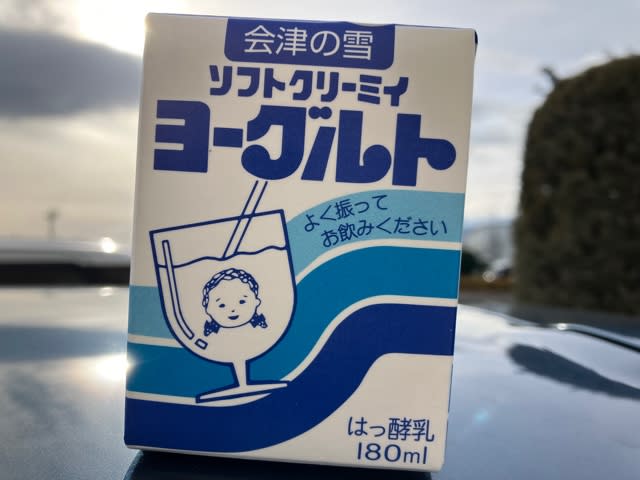 会津の雪
ソフトクリーミィ
ヨーグルト
よく振って
お飲みください
はっ酵乳
180ml